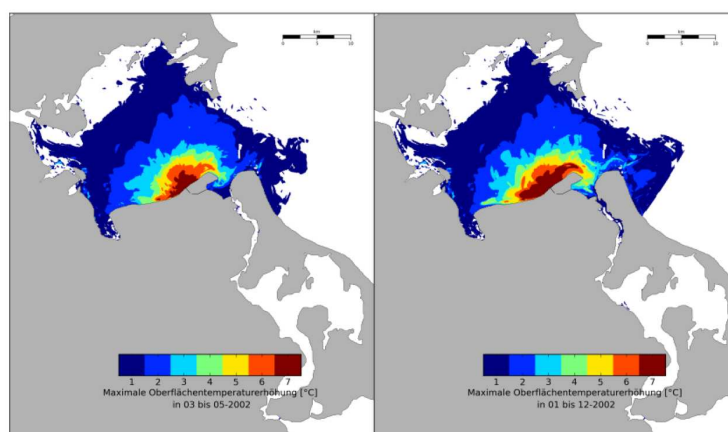 km
0 5 10
km
0 5 10
1 2 3 4 5 6 7
Maximale Oberflächentemperaturerhöhung [°C]
in 03 bis 05-2002
1 2 3 4 5 6 7
Maximale Oberflächentemperaturerhöhung [°C]
in 01 bis 12-2002